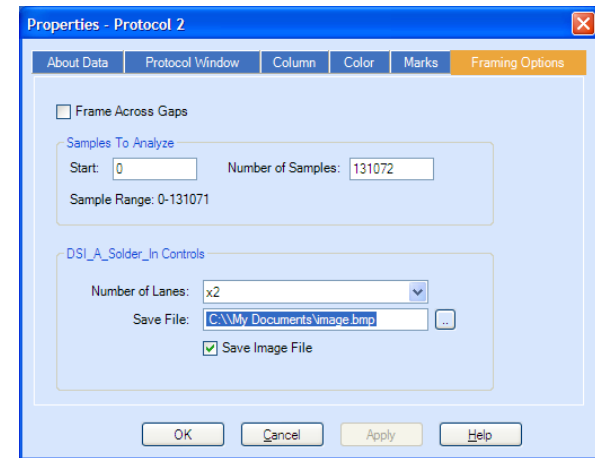 Properties - Protocol 2
About Data Protocol Window Column Color Marks Framing Options
Frame Across Gaps
Samples To Analyze
Start: 0 Number of Samples: 131072
Sample Range: 0-131071
DSI_A_Solder_In Controls
Number of Lanes: x2
Save File: C:\\My Documents\image.bmp ..
Save Image File
OK Cancel Apply Help